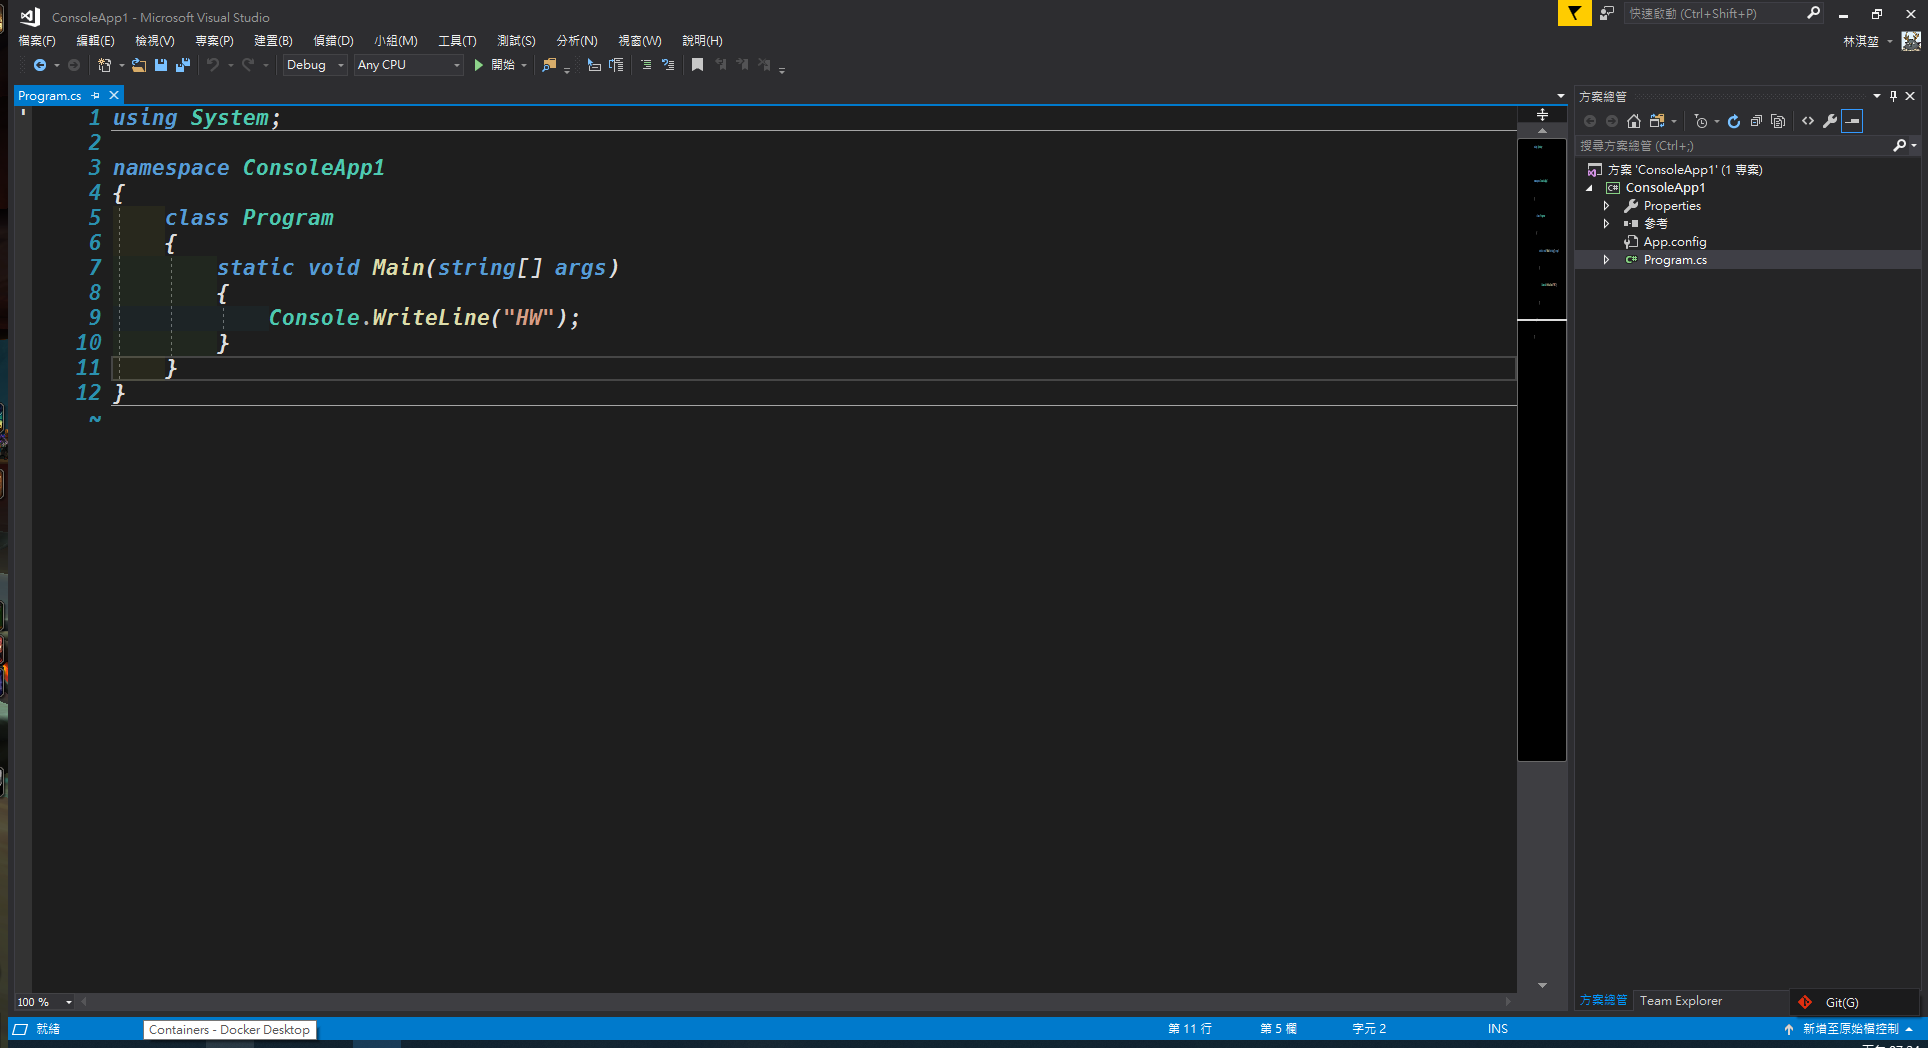 ConsoleApp1 - Microsoft Visual Studio
快速啟動 (Ctrl+Shift+P)
檔案(F) 編輯(E) 檢視(V) 專案(P) 建置(B) 偵錯(D) 小組(M) 工具(T) 測試(S) 分析(N) 視窗(W) 說明(H)
林淇堃
Debug Any CPU 開始
Program.cs
1 using System;
2
3 namespace ConsoleApp1
4 {
5 class Program
6 {
7 static void Main(string[] args)
8 {
9 Console.WriteLine("HW");
10 }
11 }
12 }
~
方案總管
搜尋方案總管 (Ctrl+;)
方案 'ConsoleApp1' (1 專案)
C# ConsoleApp1
Properties
參考
App.config
C# Program.cs
100 %
方案總管 Team Explorer
Git(G)
就緒
Containers - Docker Desktop
第 11 行 第 5 欄 字元 2 INS
新增至原始檔控制